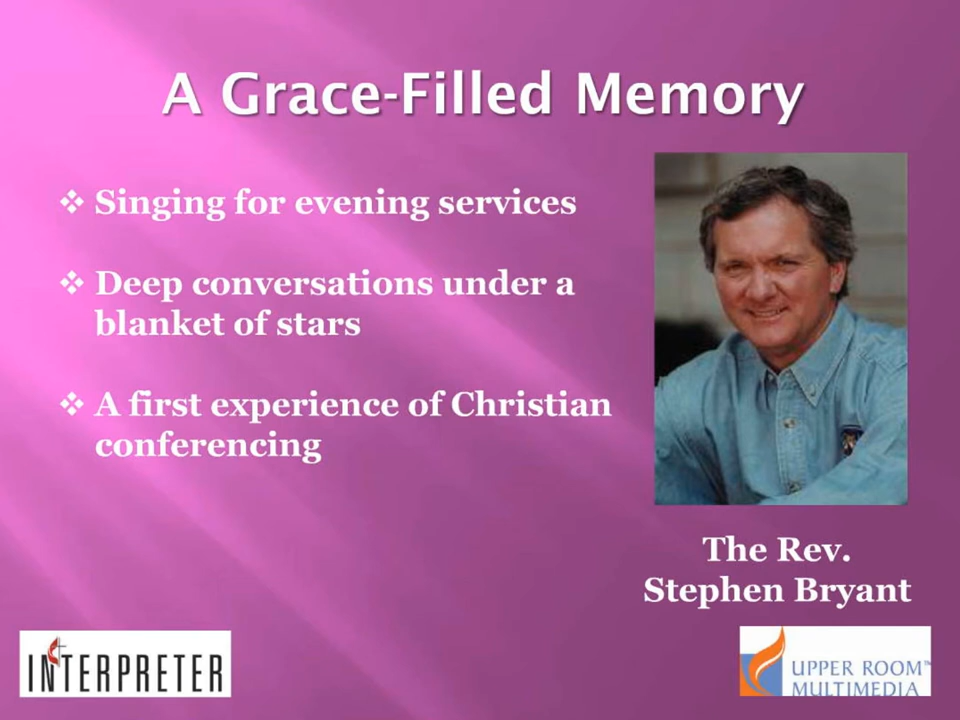 A Grace-Filled Memory
❖ Singing for evening services
❖ Deep conversations under a
blanket of stars
❖ A first experience of Christian
conferencing
The Rev.
Stephen Bryant
INTERPRETER
UPPER ROOM™
MULTIMEDIA